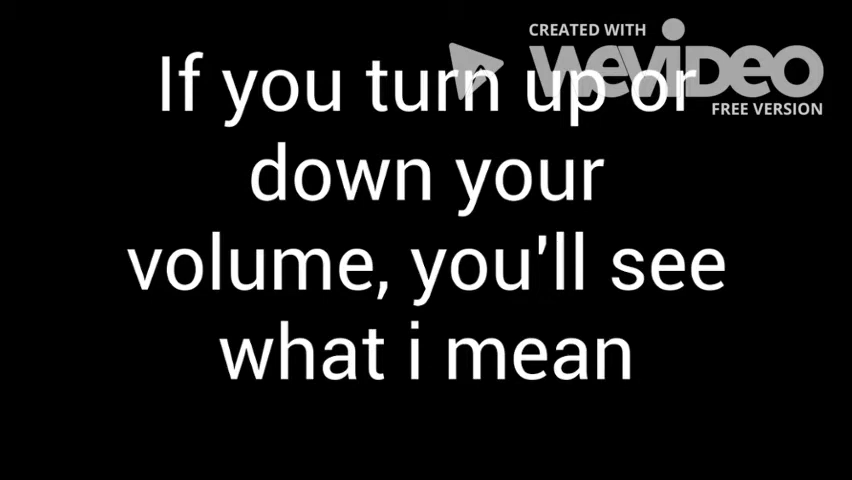 CREATED WITH
WEVIDEO
FREE VERSION
If you turn up or
down your
volume, you'll see
what i mean